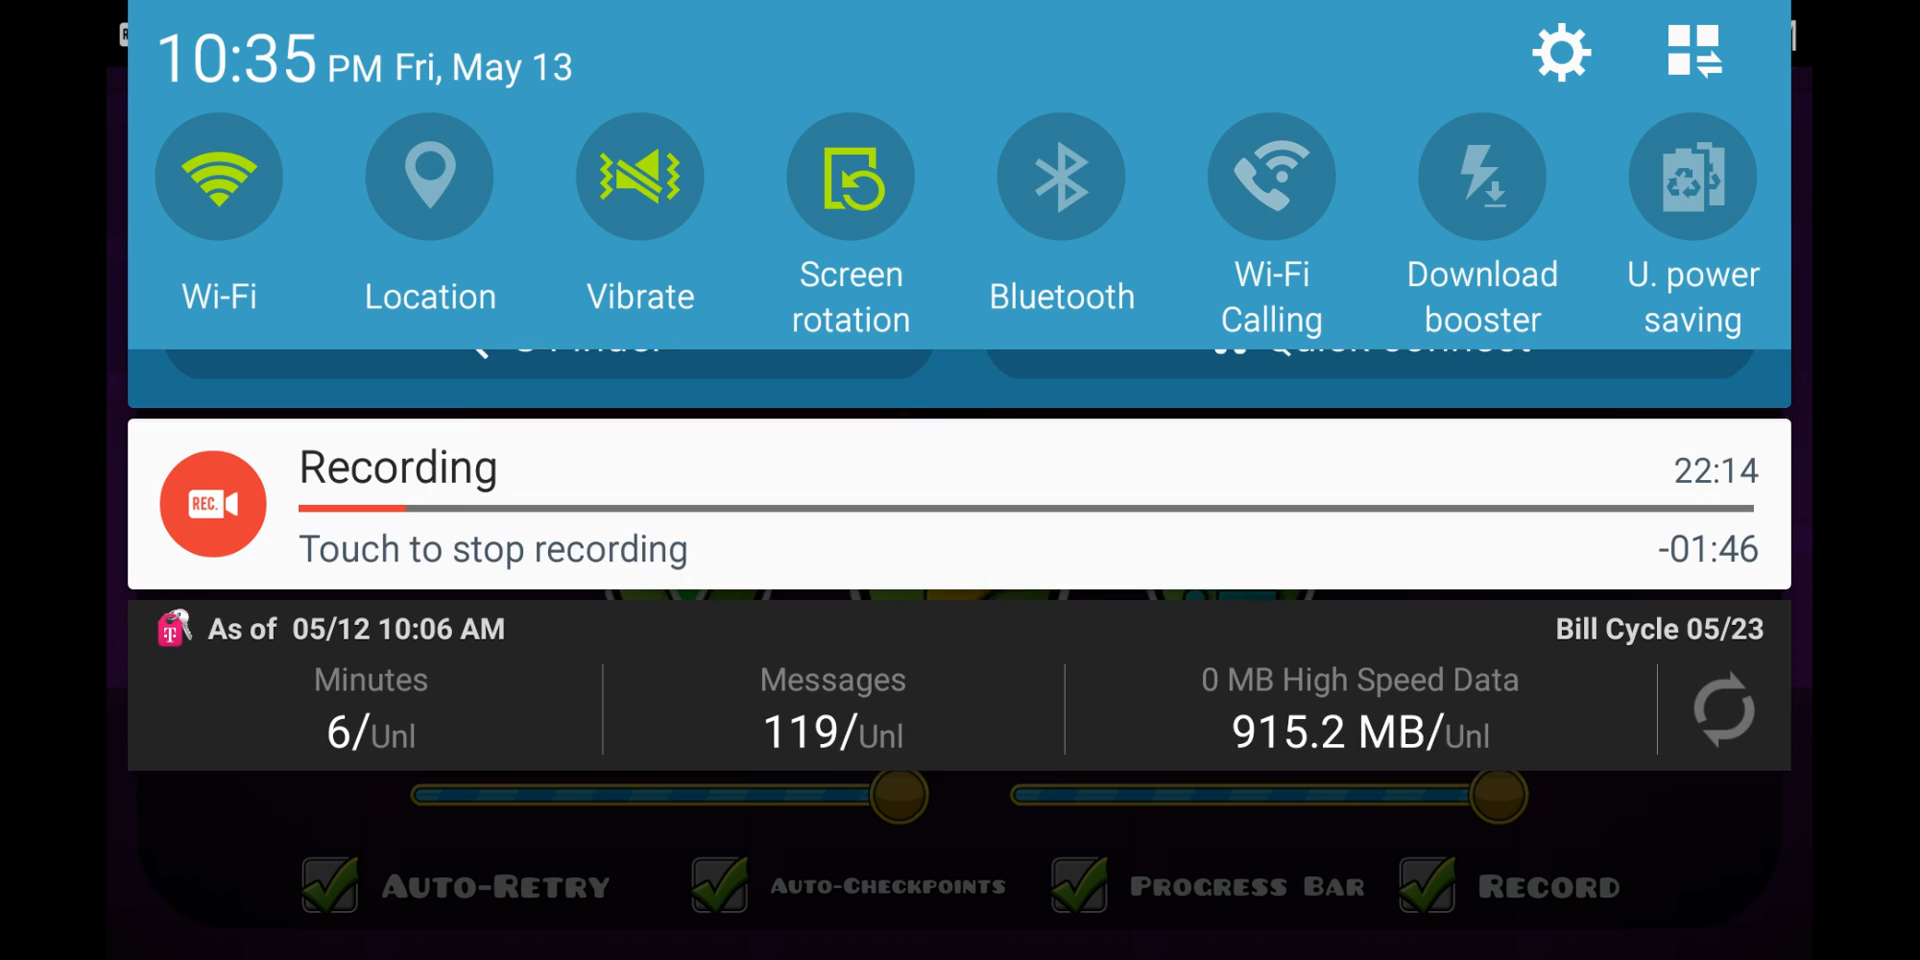 10:35 PM Fri, May 13
Wi-Fi
Location
Vibrate
Screen
rotation
Bluetooth
Wi-Fi
Calling
Download
booster
U. power
saving
Recording
22:14
REC.
Touch to stop recording
-01:46
T
As of 05/12 10:06 AM
Bill Cycle 05/23
Minutes
Messages
0 MB High Speed Data
6/Unl
119/Unl
915.2 MB/Unl
AUTO-RETRY
AUTO-CHECKPOINTS
PROGRESS BAR
RECORD